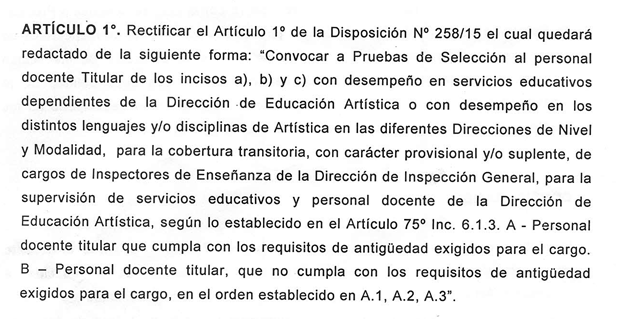 ARTÍCULO 1º. Rectificar el Artículo 1º de la Disposición Nº 258/15 el cual quedará
redactado de la siguiente forma: "Convocar a Pruebas de Selección al personal
docente Titular de los incisos a), b) y c) con desempeño en servicios educativos
dependientes de la Dirección de Educación Artística o con desempeño en los
distintos lenguajes y/o disciplinas de Artística en las diferentes Direcciones de Nivel
y Modalidad, para la cobertura transitoria, con carácter provisional y/o suplente, de
cargos de Inspectores de Enseñanza de la Dirección de Inspección General, para la
supervisión de servicios educativos y personal docente de la Dirección de
Educación Artística, según lo establecido en el Artículo 75º Inc. 6.1.3. A - Personal
docente titular que cumpla con los requisitos de antigüedad exigidos para el cargo.
B – Personal docente titular, que no cumpla con los requisitos de antigüedad
exigidos para el cargo, en el orden establecido en A.1, A.2, A.3".